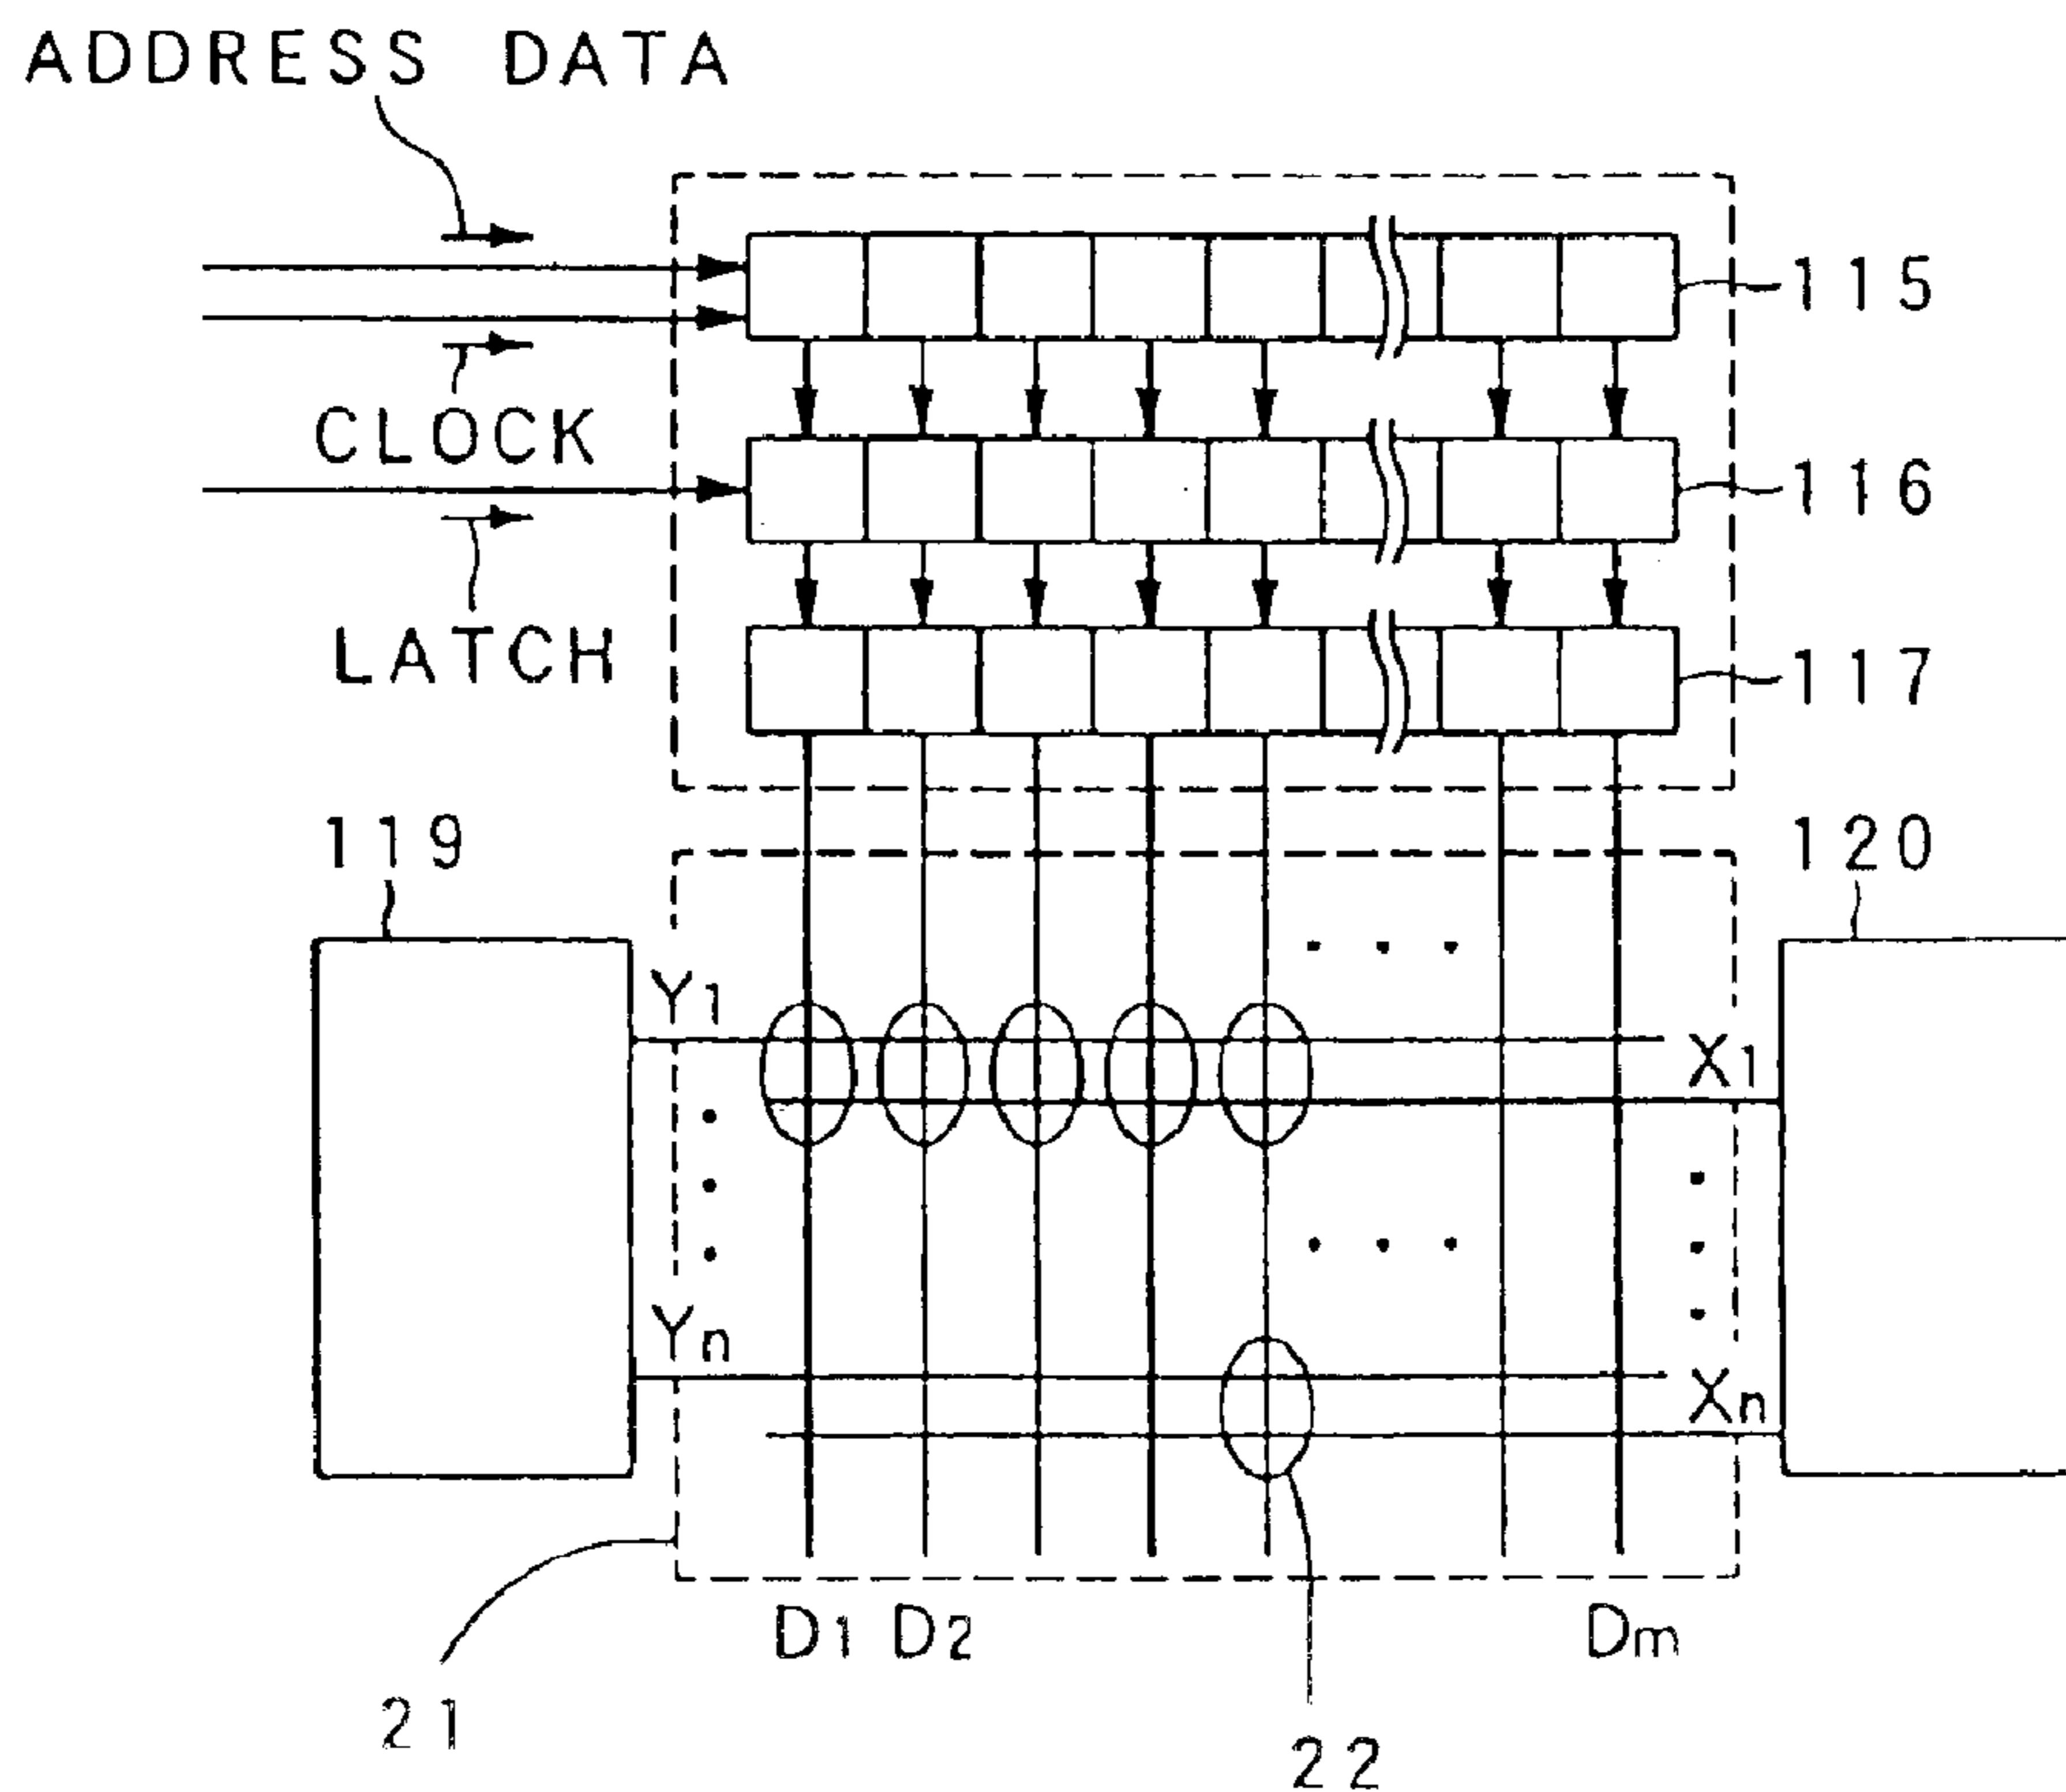 ADDRESS DATA
115
CLOCK
116
LATCH
117
119
120
Y1
X1
Yn
Xn
D1 D2
Dm
21
22